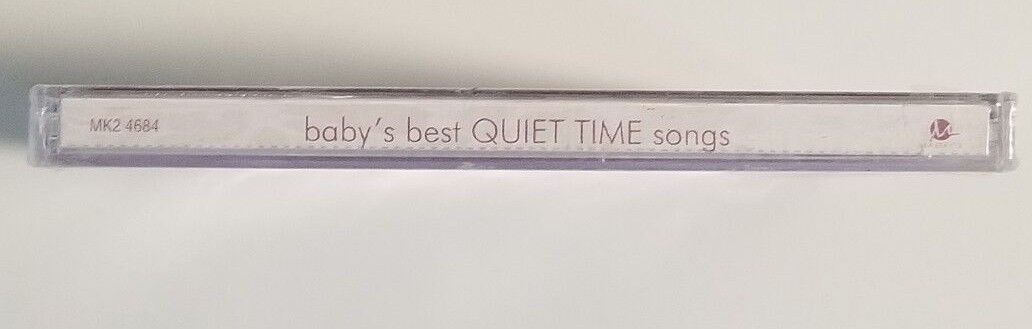 MK2 4684
baby's best QUIET TIME songs